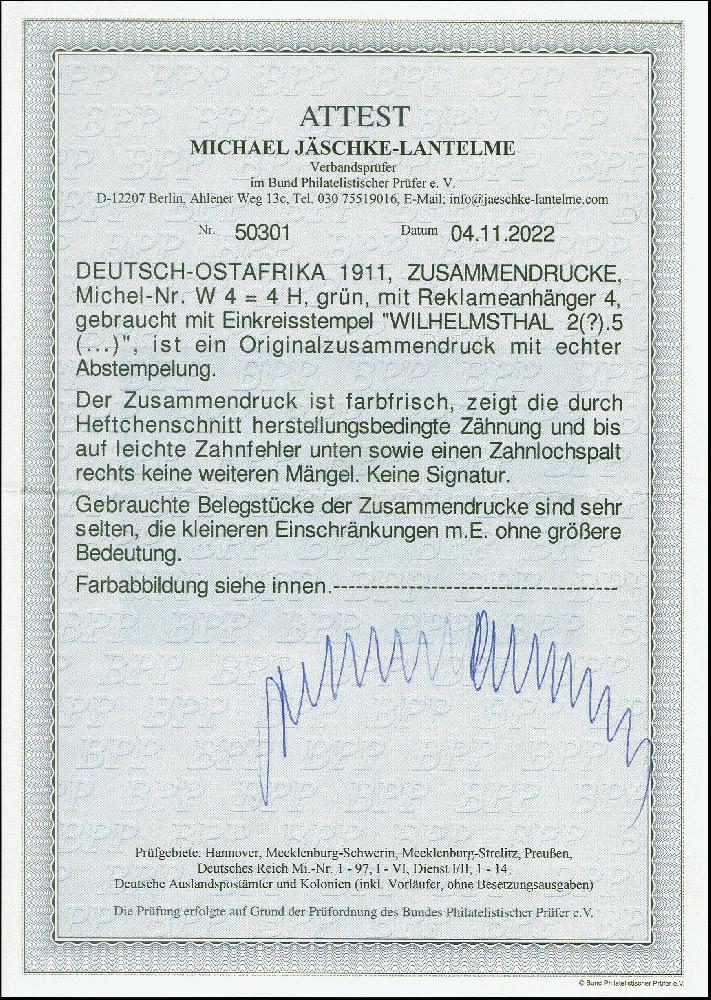 ATTEST
MICHAEL JÄSCHKE-LANTELME
Verbandsprüfer
im Bund Philatelistischer Prüfer e. V.
D-12207 Berlin, Ahlener Weg 13c, Tel. 030 75519016, E-Mail: info@jaeschke-lantelme.com
Nr. 50301 Datum 04.11.2022
DEUTSCH-OSTAFRIKA 1911, ZUSAMMENDRUCKE,
Michel-Nr. W 4 = 4 H, grün, mit Reklameanhänger 4,
gebraucht mit Einkreisstempel "WILHELMSTHAL 2(?).5
(...)", ist ein Originalzusammendruck mit echter
Abstempelung.
Der Zusammendruck ist farbfrisch, zeigt die durch
Heftchenschnitt herstellungsbedingte Zähnung und bis
auf leichte Zahnfehler unten sowie einen Zahnlochspalt
rechts keine weiteren Mängel. Keine Signatur.
Gebrauchte Belegstücke der Zusammendrucke sind sehr
selten, die kleineren Einschränkungen m.E. ohne größere
Bedeutung.
Farbabbildung siehe innen.--------------------------------------
Prüfgebiete: Hannover, Mecklenburg-Schwerin, Mecklenburg-Strelitz, Preußen,
Deutsches Reich Mi.-Nr. 1 - 97, I - VI, Dienst I/II, 1 - 14,
Deutsche Auslandspostämter und Kolonien (inkl. Vorläufer, ohne Besetzungsausgaben)
Die Prüfung erfolgte auf Grund der Prüfordnung des Bundes Philatelistischer Prüfer e.V.
© Bund Philatelistischer Prüfer e.V.